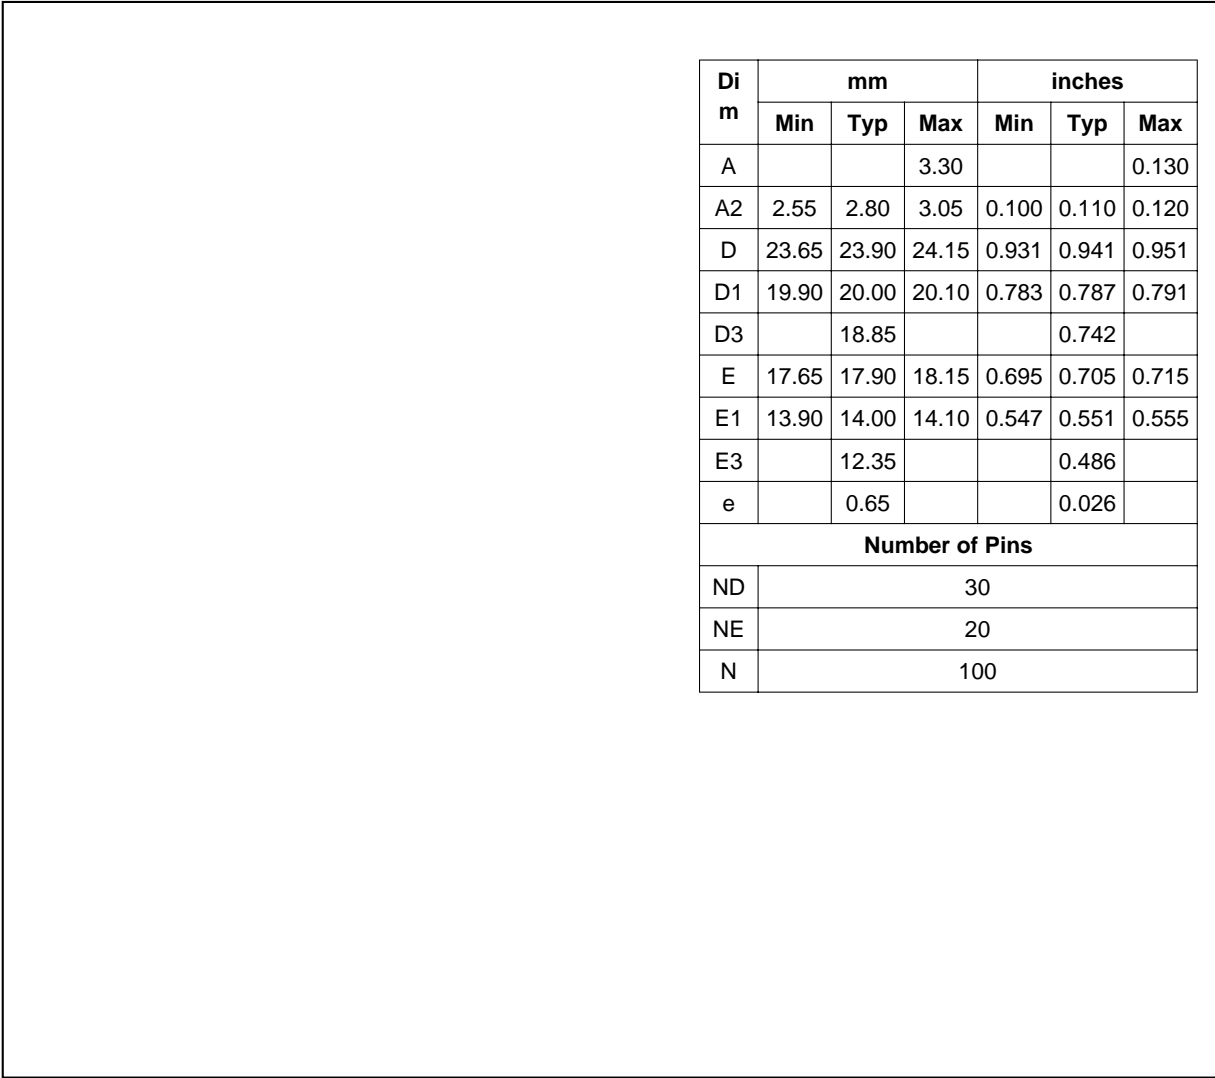 Di m mm inches
Min Typ Max Min Typ Max
A 3.30 0.130
A2 2.55 2.80 3.05 0.100 0.110 0.120
D 23.65 23.90 24.15 0.931 0.941 0.951
D1 19.90 20.00 20.10 0.783 0.787 0.791
D3 18.85 0.742
E 17.65 17.90 18.15 0.695 0.705 0.715
E1 13.90 14.00 14.10 0.547 0.551 0.555
E3 12.35 0.486
e 0.65 0.026
Number of Pins
ND 30
NE 20
N 100